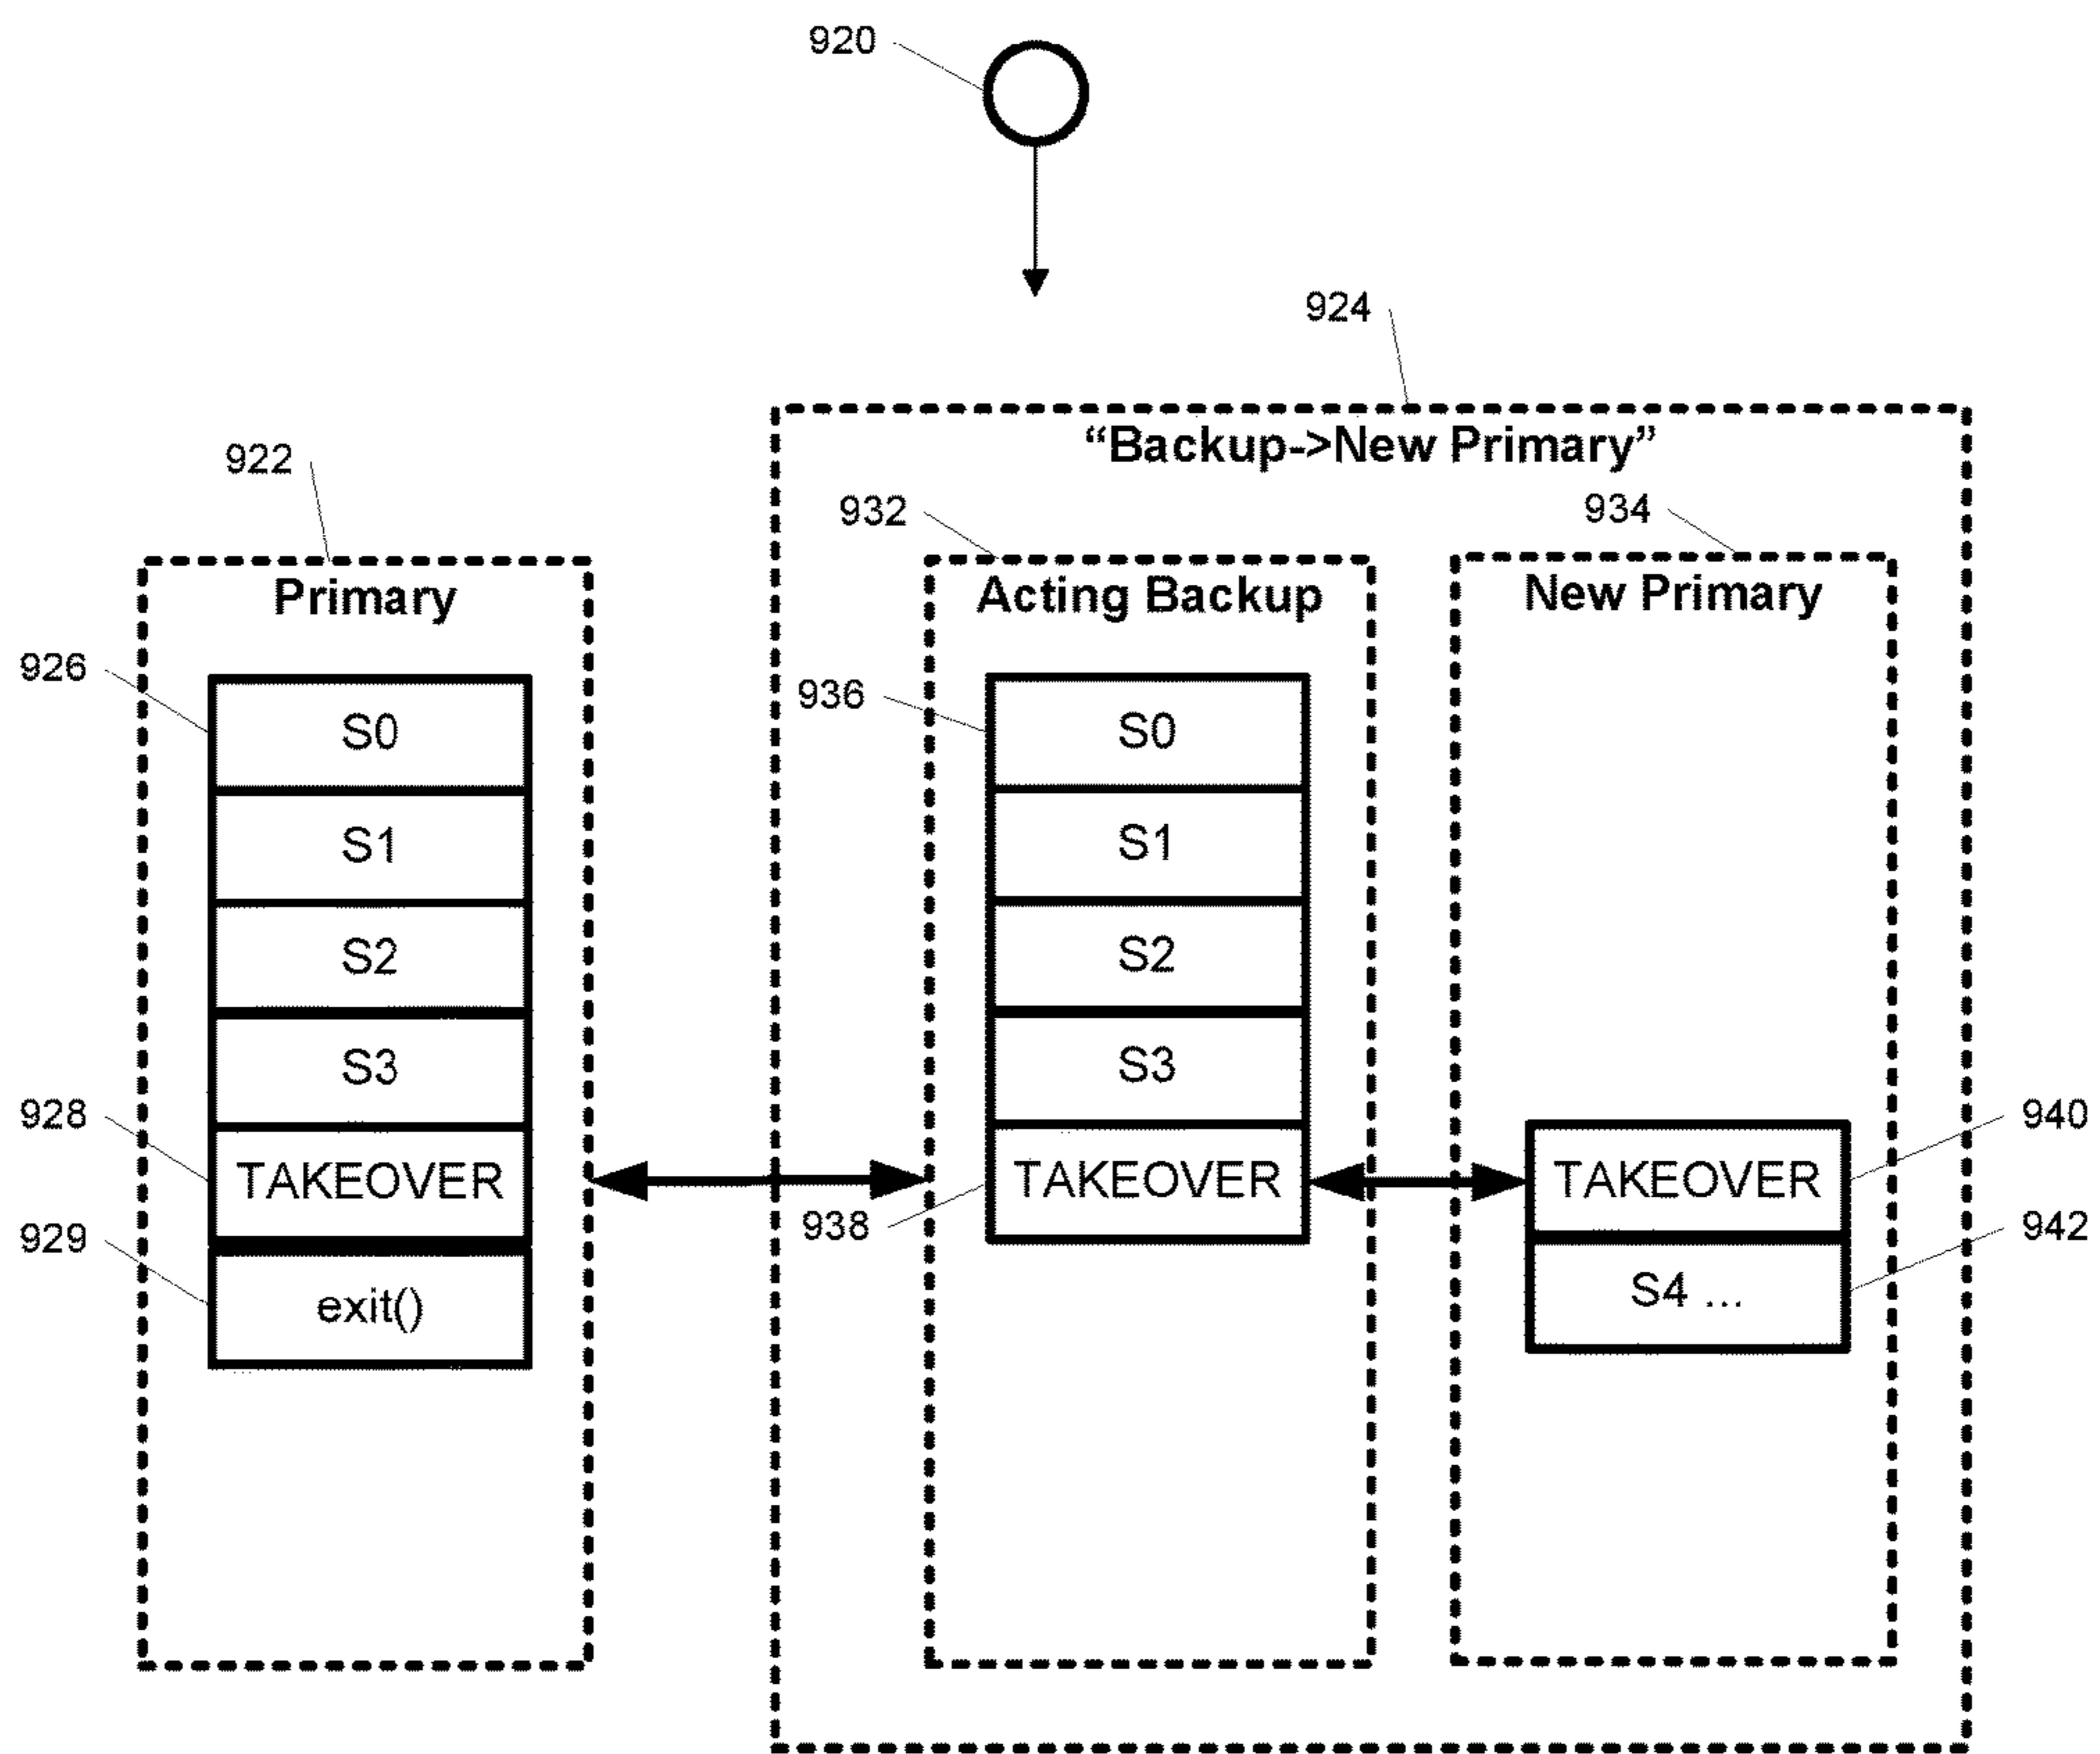 920
924
“Backup->New Primary”
922
932
934
Primary
Acting Backup
New Primary
926
S0
936
S0
S1
S1
S2
S2
S3
S3
928
TAKEOVER
TAKEOVER
TAKEOVER
940
929
938
942
exit()
S4 ...